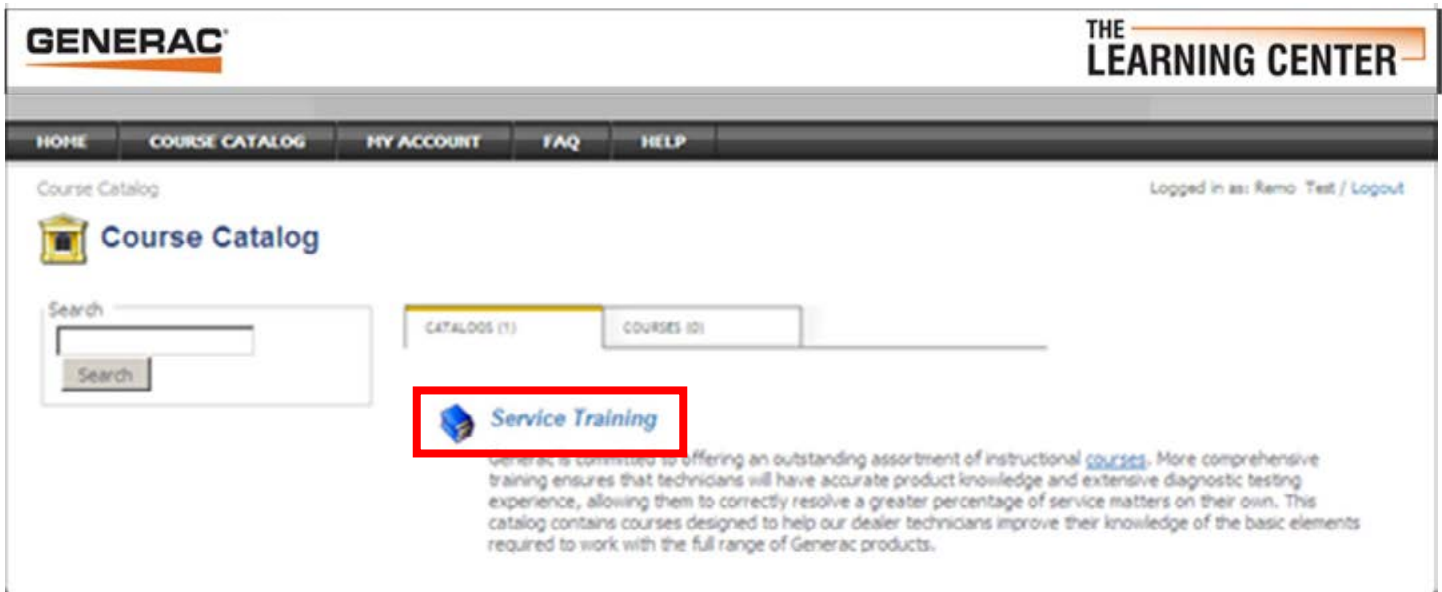 GENERAC
THE
LEARNING CENTER
HOME COURSE CATALOG MY ACCOUNT FAQ HELP
Course Catalog
Logged in as: Remo Test / Logout
Course Catalog
Search
Search
CATALOGS (1) COURSES (0)
Service Training
Generac is committed to offering an outstanding assortment of instructional courses. More comprehensive
training ensures that technicians will have accurate product knowledge and extensive diagnostic testing
experience, allowing them to correctly resolve a greater percentage of service matters on their own. This
catalog contains courses designed to help our dealer technicians improve their knowledge of the basic elements
required to work with the full range of Generac products.